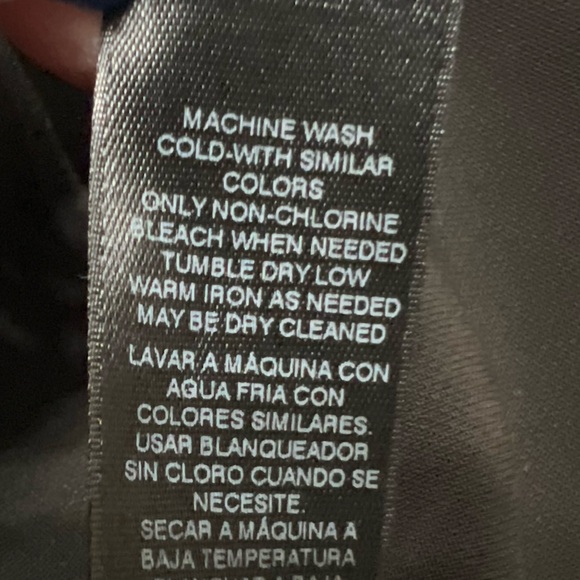 MACHINE WASH
COLD-WITH SIMILAR
COLORS
ONLY NON-CHLORINE
BLEACH WHEN NEEDED
TUMBLE DRY LOW
WARM IRON AS NEEDED
MAY BE DRY CLEANED
LAVAR A MÁQUINA CON
AGUA FRIA CON
COLORES SIMILARES.
USAR BLANQUEADOR
SIN CLORO CUANDO SE
NECESITE.
SECAR A MÁQUINA A
BAJA TEMPERATURA